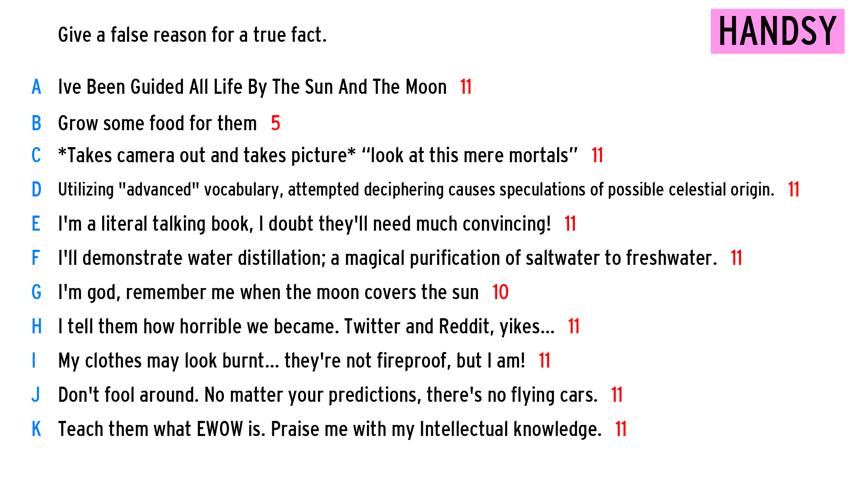 Give a false reason for a true fact.
HANDSY
A Ive Been Guided All Life By The Sun And The Moon 11
B Grow some food for them 5
C *Takes camera out and takes picture* “look at this mere mortals” 11
D Utilizing "advanced" vocabulary, attempted deciphering causes speculations of possible celestial origin. 11
E I'm a literal talking book, I doubt they'll need much convincing! 11
F I'll demonstrate water distillation; a magical purification of saltwater to freshwater. 11
G I'm god, remember me when the moon covers the sun 10
H I tell them how horrible we became. Twitter and Reddit, yikes... 11
I My clothes may look burnt... they're not fireproof, but I am! 11
J Don't fool around. No matter your predictions, there's no flying cars. 11
K Teach them what EWOW is. Praise me with my Intellectual knowledge. 11